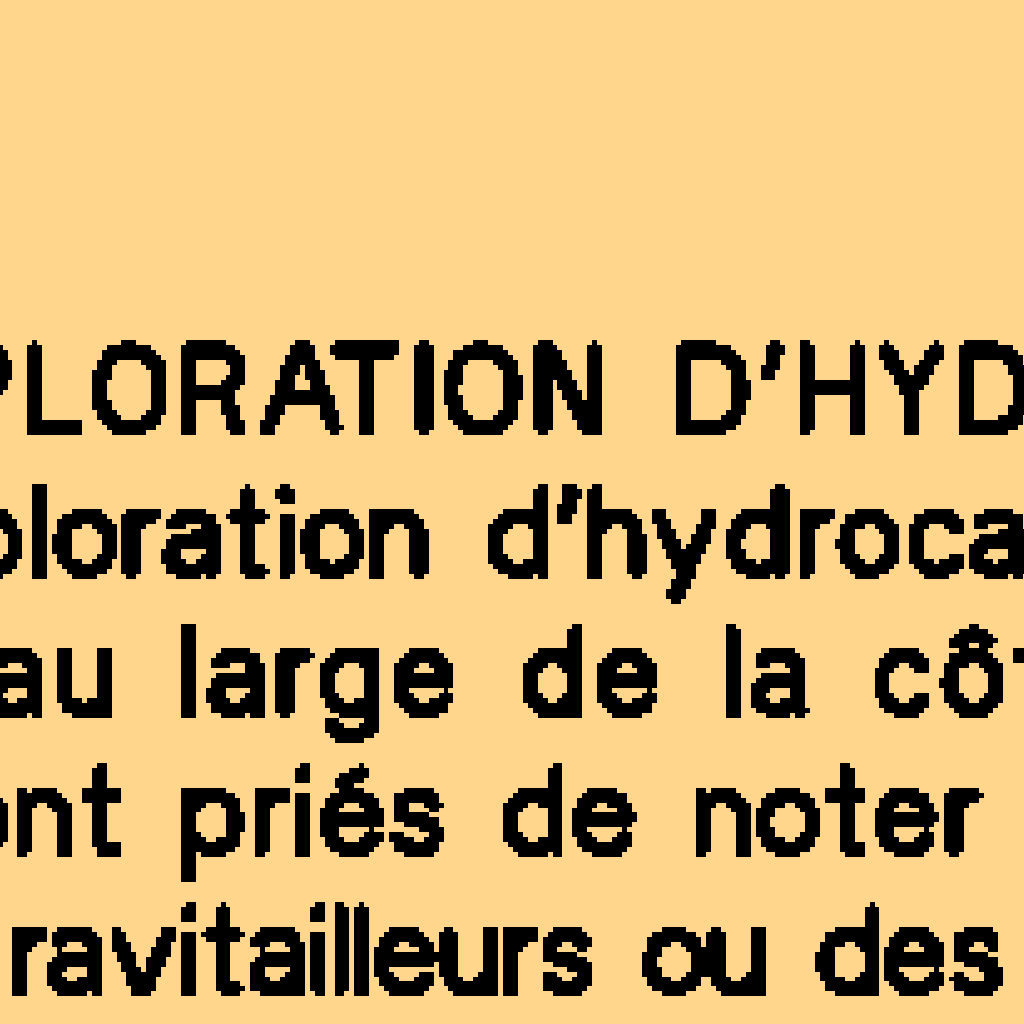 PLORATION D'HYD
ploration d'hydroca
au large de la côt
ont priés de noter
ravitailleurs ou des